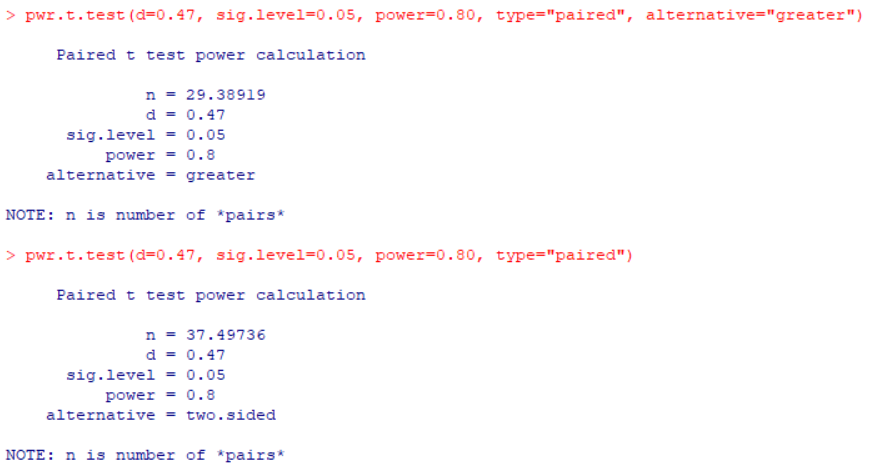 > pwr.t.test(d=0.47, sig.level=0.05, power=0.80, type="paired", alternative="greater")
Paired t test power calculation
n = 29.38919
d = 0.47
sig.level = 0.05
power = 0.8
alternative = greater
NOTE: n is number of *pairs*
> pwr.t.test(d=0.47, sig.level=0.05, power=0.80, type="paired")
Paired t test power calculation
n = 37.49736
d = 0.47
sig.level = 0.05
power = 0.8
alternative = two.sided
NOTE: n is number of *pairs*